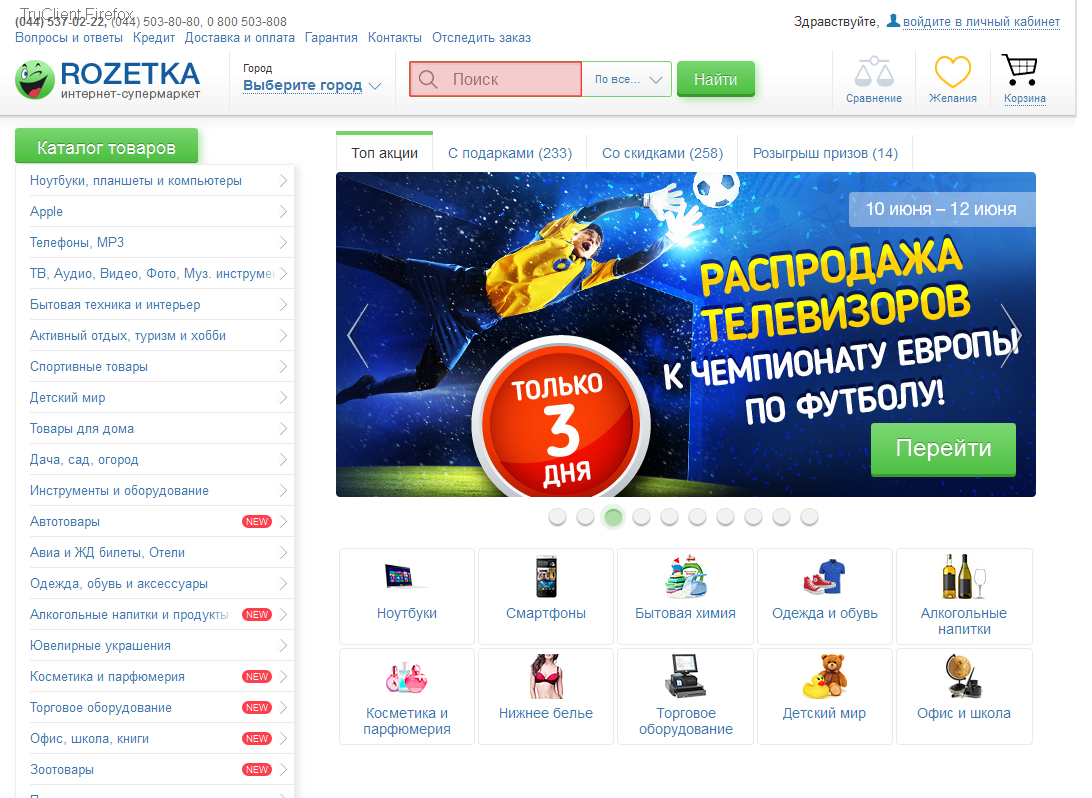 TruClient Firefox
(044) 537-02-22, (044) 503-80-80, 0 800 503-808
Здравствуйте, войдите в личный кабинет
Вопросы и ответы Кредит Доставка и оплата Гарантия Контакты Отследить заказ
ROZETKA
интернет-супермаркет
Город
Выберите город
Поиск
По все...
Найти
Сравнение
Желания
Корзина
Каталог товаров
Ноутбуки, планшеты и компьютеры
Apple
Телефоны, MP3
ТВ, Аудио, Видео, Фото, Муз. инструме
Бытовая техника и интерьер
Активный отдых, туризм и хобби
Спортивные товары
Детский мир
Товары для дома
Дача, сад, огород
Инструменты и оборудование
Автотовары NEW
Авиа и ЖД билеты, Отели
Одежда, обувь и аксессуары
Алкогольные напитки и продукты NEW
Ювелирные украшения
Косметика и парфюмерия NEW
Торговое оборудование NEW
Офис, школа, книги NEW
Зоотовары NEW
Топ акции С подарками (233) Со скидками (258) Розыгрыш призов (14)
10 июня – 12 июня
РАСПРОДАЖА
ТЕЛЕВИЗОРОВ
К ЧЕМПИОНАТУ ЕВРОПЫ
ПО ФУТБОЛУ!
ТОЛЬКО
3
ДНЯ
Перейти
Ноутбуки
Смартфоны
Бытовая химия
Одежда и обувь
Алкогольные
напитки
Косметика и
парфюмерия
Нижнее белье
Торговое
оборудование
Детский мир
Офис и школа